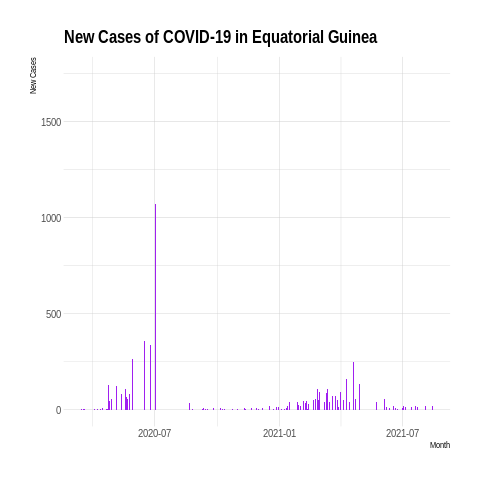 New Cases of COVID-19 in Equatorial Guinea
New Cases
1500
1000
500
0
2020-07
2021-01
2021-07
Month